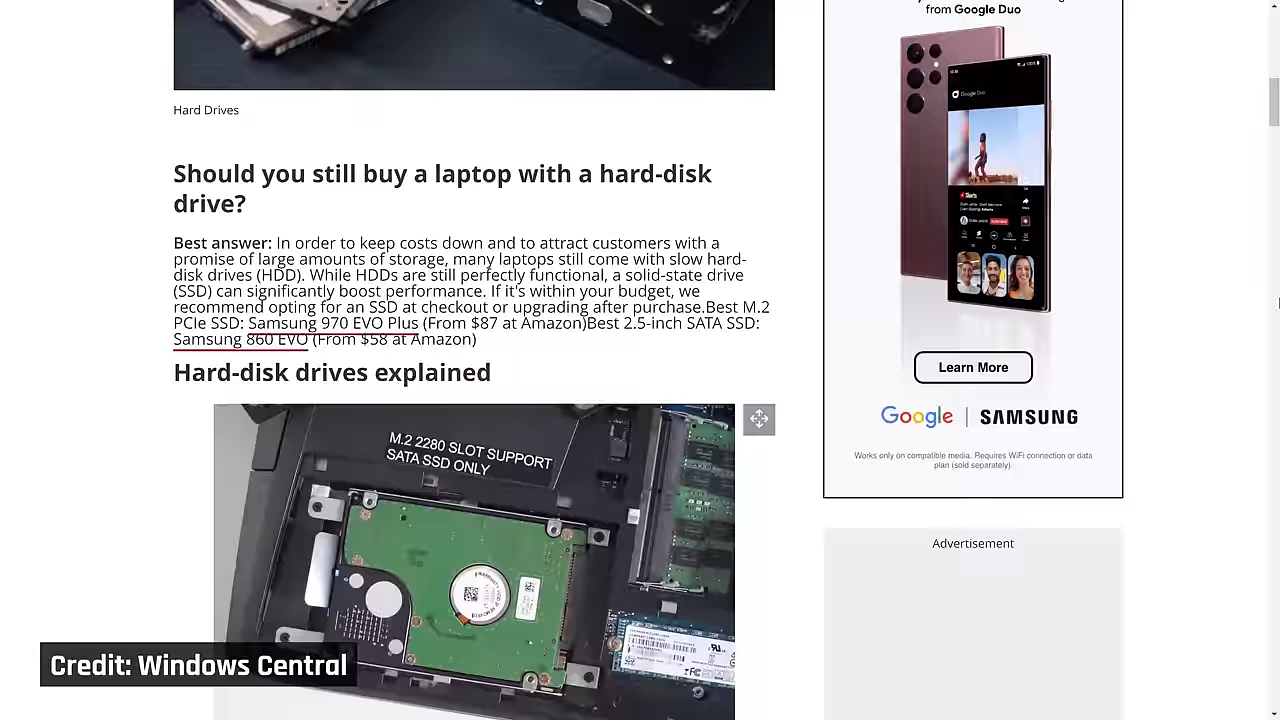 from Google Duo
Google Duo
Hard Drives
Should you still buy a laptop with a hard-disk
drive?
Best answer: In order to keep costs down and to attract customers with a
promise of large amounts of storage, many laptops still come with slow hard-
disk drives (HDD). While HDDs are still perfectly functional, a solid-state drive
(SSD) can significantly boost performance. If it's within your budget, we
recommend opting for an SSD at checkout or upgrading after purchase.Best M.2
PCIe SSD: Samsung 970 EVO Plus (From $87 at Amazon)Best 2.5-inch SATA SSD:
Samsung 860 EVO (From $58 at Amazon)
Hard-disk drives explained
M.2 2280 SLOT SUPPORT
SATA SSD ONLY
Credit: Windows Central
Learn More
Google | SAMSUNG
Works only on compatible media. Requires WiFi connection or data
plan (sold separately).
Advertisement